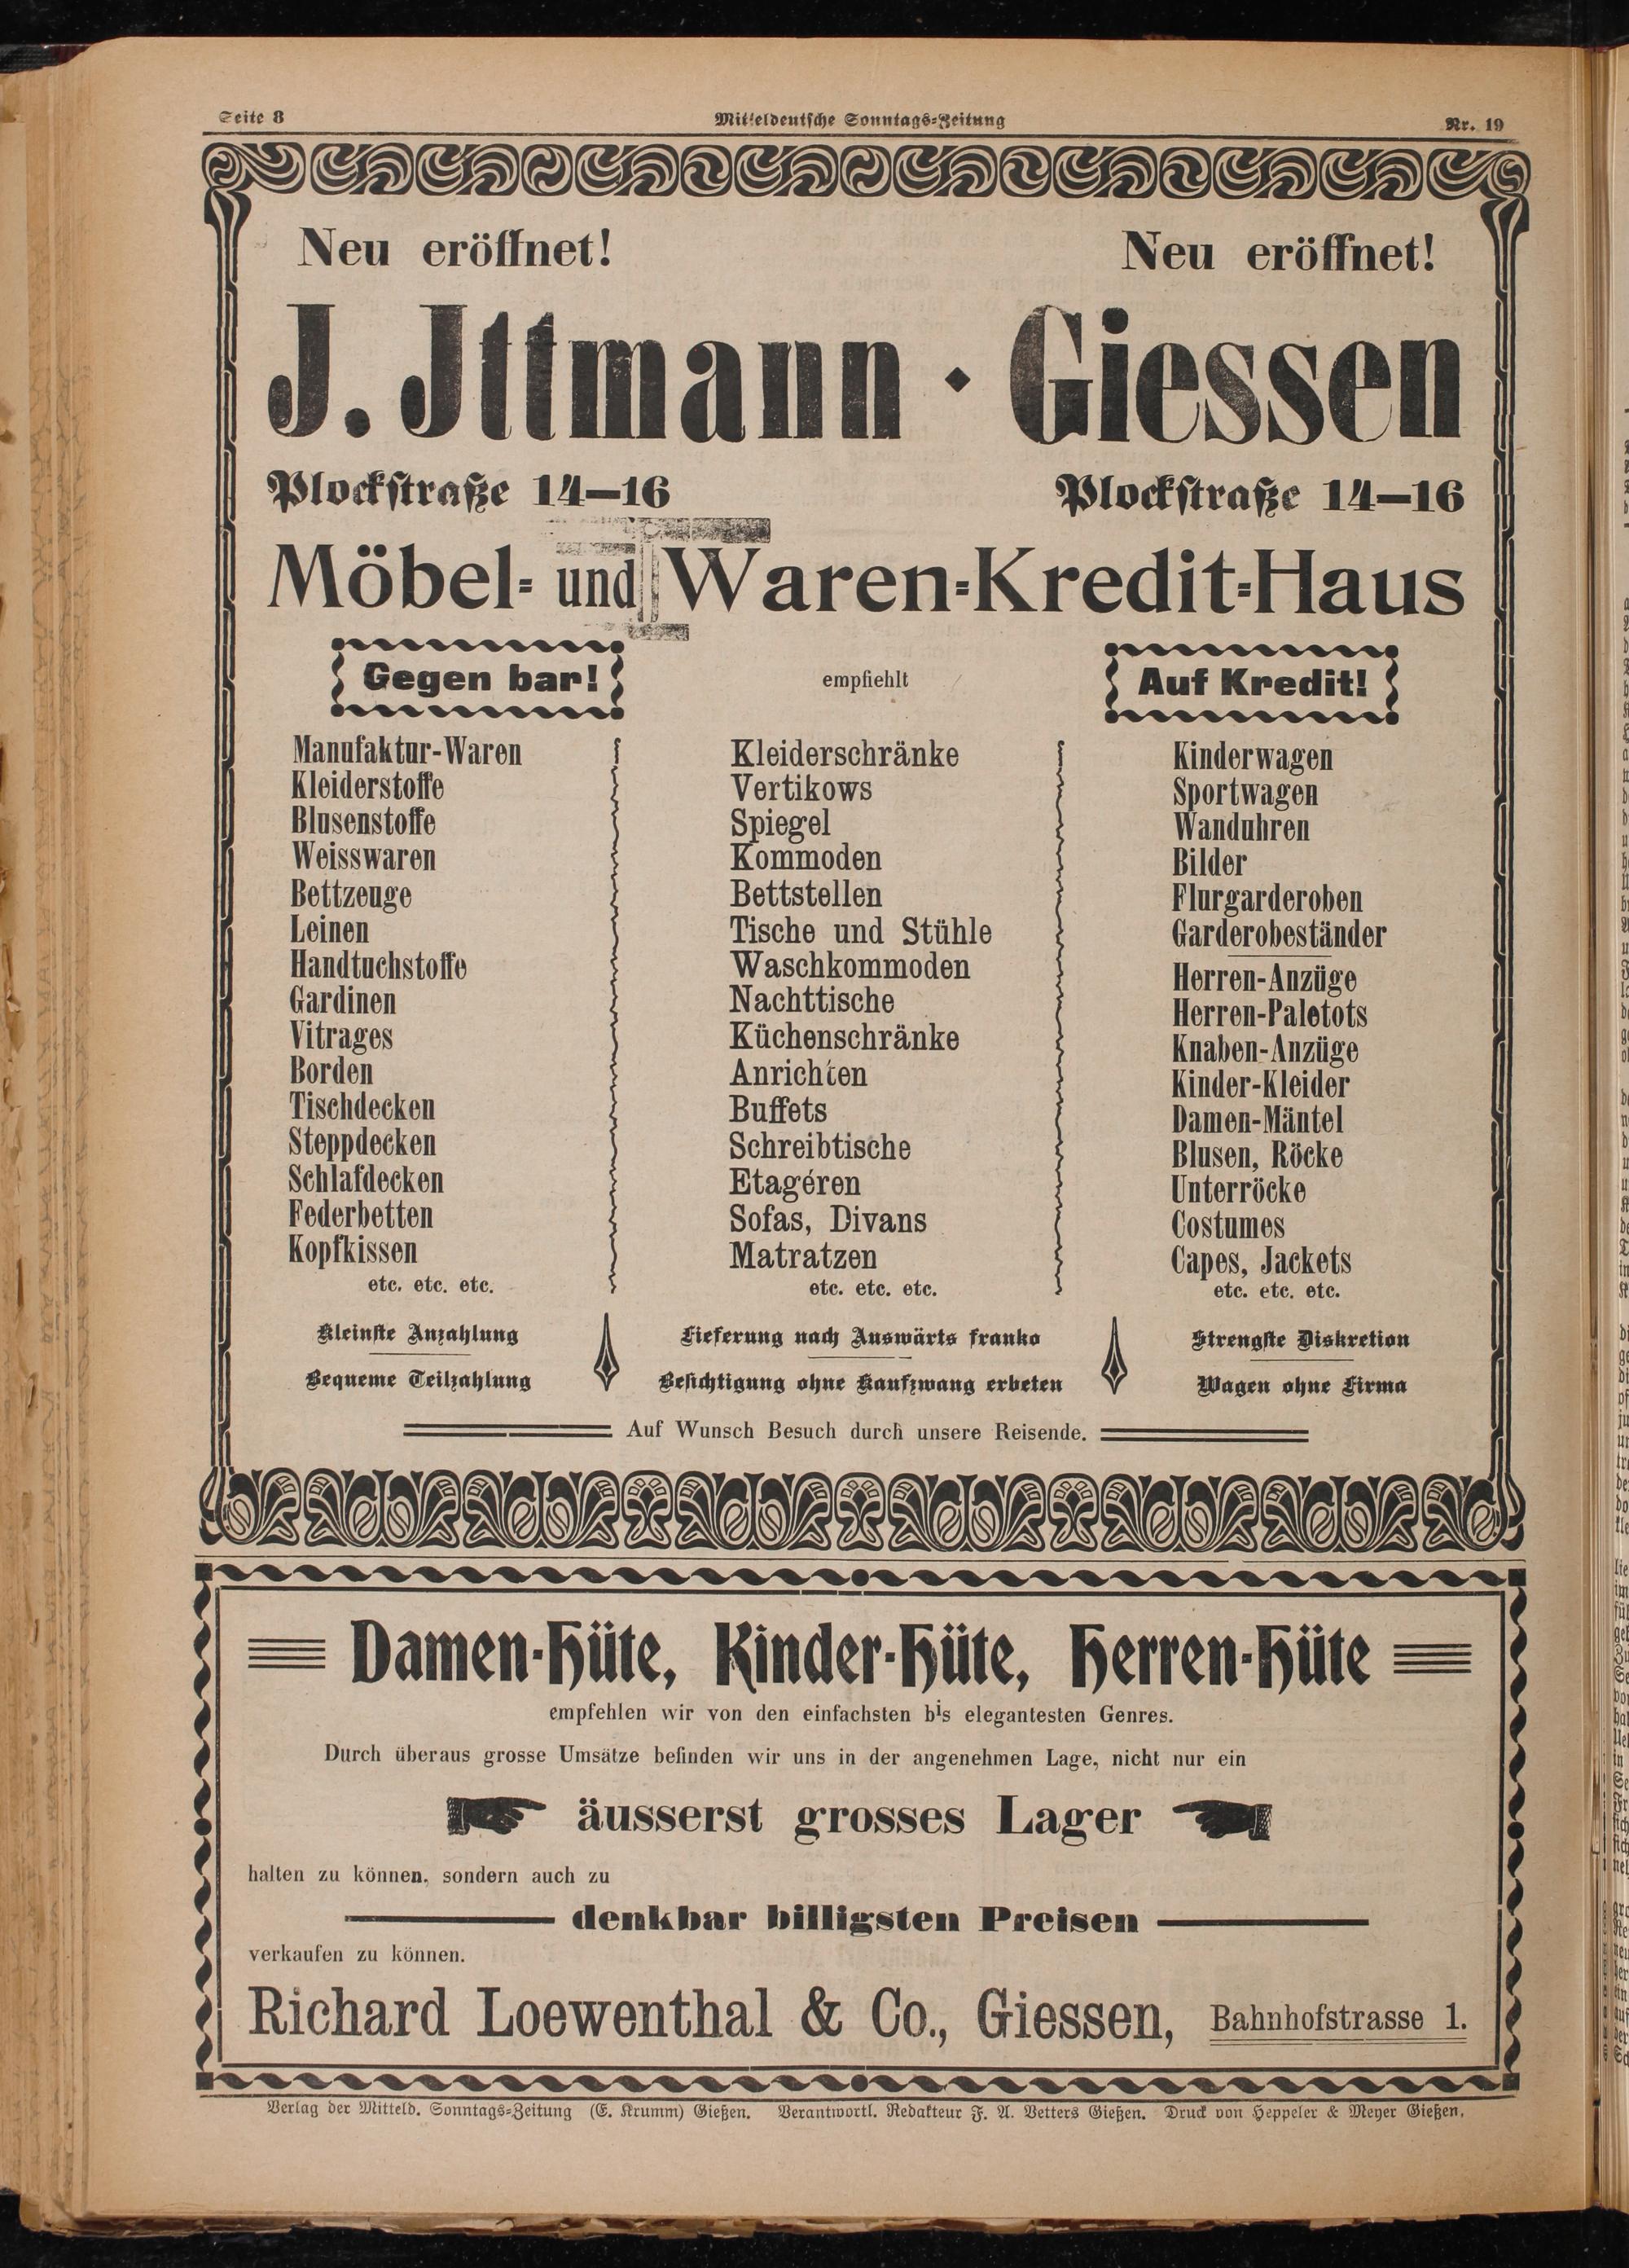 Seite 8
Mitteldeutsche Sonntags-Zeitung
Nr. 19
Neu eröffnet!
Neu eröffnet!
J. Jttmann · Giessen
Plockstraße 14—16
Plockstraße 14—16
Möbel- und Waren-Kredit-Haus
Gegen bar!
empfiehlt
Auf Kredit!
Manufaktur-Waren
Kleiderstoffe
Blusenstoffe
Weisswaren
Bettzeuge
Leinen
Handtuchstoffe
Gardinen
Vitrages
Borden
Tischdecken
Steppdecken
Schlafdecken
Federbetten
Kopfkissen
etc. etc. etc.
Kleiderschränke
Vertikows
Spiegel
Kommoden
Bettstellen
Tische und Stühle
Waschkommoden
Nachttische
Küchenschränke
Anrichten
Buffets
Schreibtische
Etagéren
Sofas, Divans
Matratzen
etc. etc. etc.
Kinderwagen
Sportwagen
Wanduhren
Bilder
Flurgarderoben
Garderobeständer
Herren-Anzüge
Herren-Paletots
Knaben-Anzüge
Kinder-Kleider
Damen-Mäntel
Blusen, Röcke
Unterröcke
Costumes
Capes, Jackets
etc. etc. etc.
Kleinste Anzahlung
Bequeme Teilzahlung
Lieferung nach Auswärts franko
Besichtigung ohne Kaufzwang erbeten
Strengste Diskretion
Wagen ohne Firma
Auf Wunsch Besuch durch unsere Reisende.
Damen-Hüte, Kinder-Hüte, Herren-Hüte
empfehlen wir von den einfachsten bis elegantesten Genres.
Durch überaus grosse Umsätze befinden wir uns in der angenehmen Lage, nicht nur ein
äusserst grosses Lager
halten zu können, sondern auch zu
denkbar billigsten Preisen
verkaufen zu können.
Richard Loewenthal & Co., Giessen, Bahnhofstrasse 1.
Verlag der Mitteld. Sonntags-Zeitung (E. Krumm) Gießen. Verantwortl. Redakteur F. A. Vetters Gießen. Druck von Heppeler & Meyer Gießen.